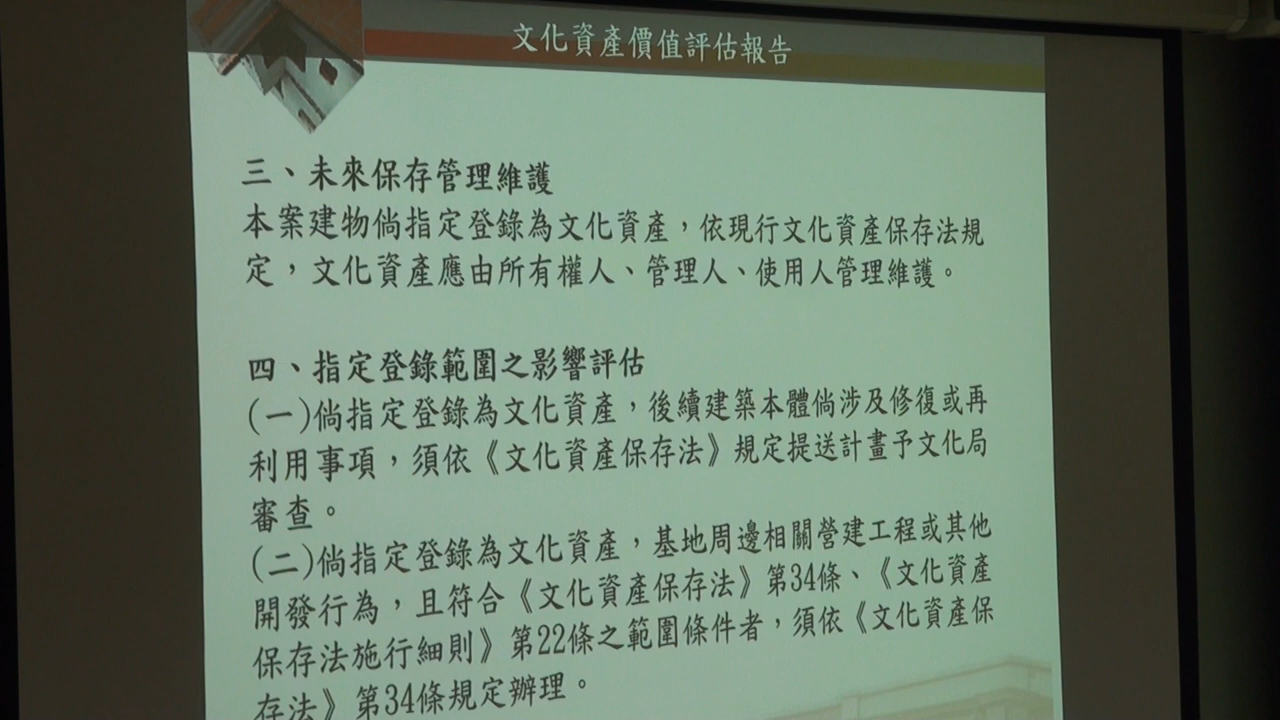 文化資產價值評估報告
三、未來保存管理維護
本案建物倘指定登錄為文化資產，依現行文化資產保存法規
定，文化資產應由所有權人、管理人、使用人管理維護。
四、指定登錄範圍之影響評估
(一)倘指定登錄為文化資產，後續建築本體倘涉及修復或再
利用事項，須依《文化資產保存法》規定提送計畫予文化局
審查。
(二)倘指定登錄為文化資產，基地周邊相關營建工程或其他
開發行為，且符合《文化資產保存法》第34條、《文化資產
保存法施行細則》第22條之範圍條件者，須依《文化資產保
存法》第34條規定辦理。